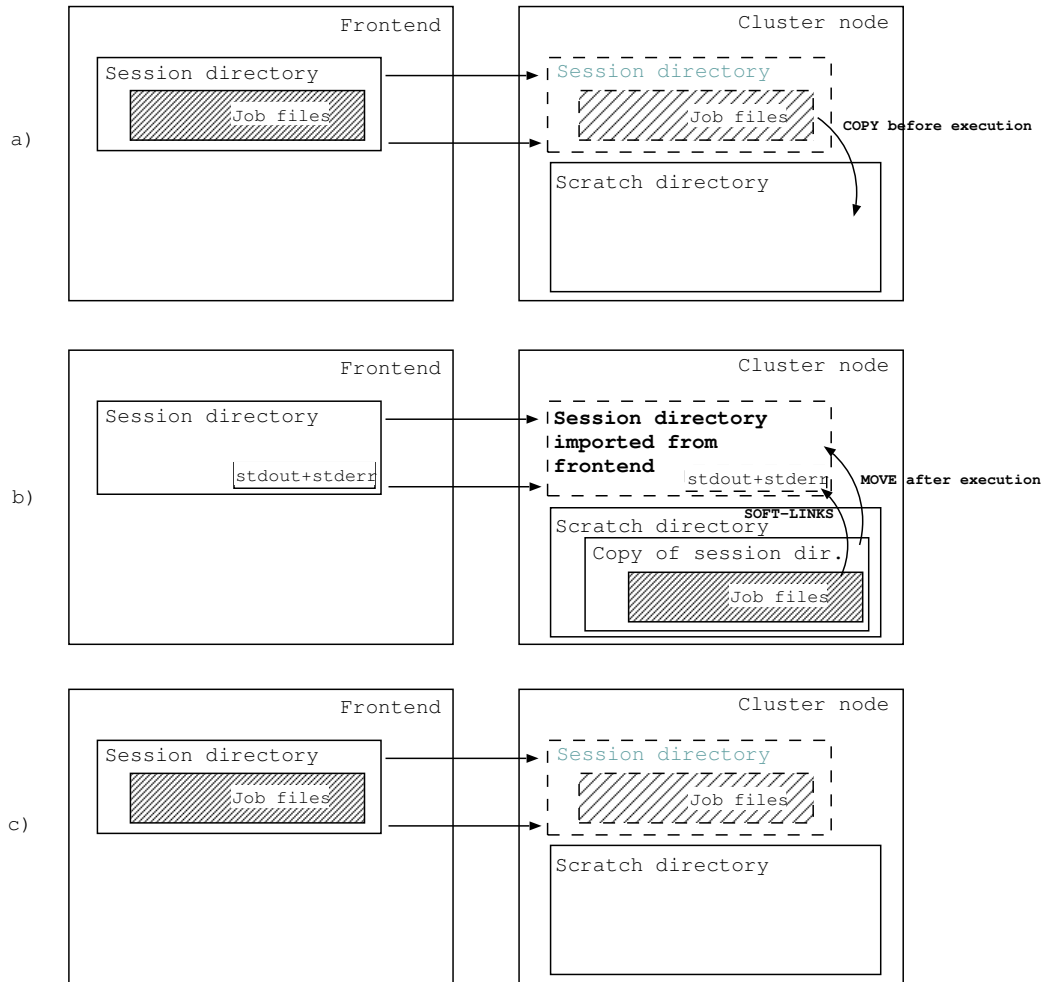 Frontend
Cluster node
Session directory
Session directory
Job files
Job files
a)
COPY before execution
Scratch directory
Frontend
Cluster node
Session directory
Session directory
imported from
frontend
stdout+stderr
stdout+stderr
MOVE after execution
b)
SOFT-LINKS
Scratch directory
Copy of session dir.
Job files
Frontend
Cluster node
Session directory
Session directory
Job files
Job files
c)
Scratch directory